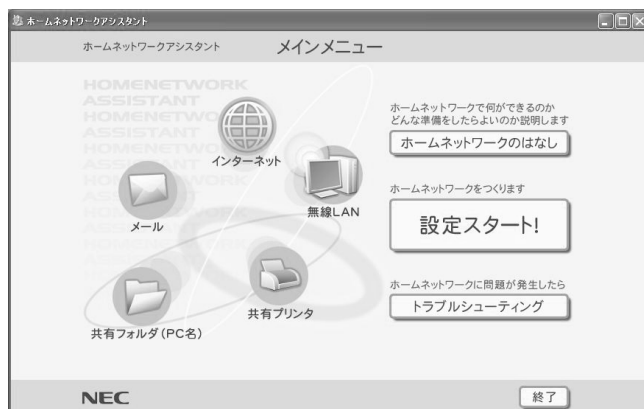 ホームネットワークアシスタント
ホームネットワークアシスタント
メインメニュー
HOMENETWORK
ASSISTANT
HOMENETWORK
ASSISTANT
HOMENETWORK
ASSISTANT
インターネット
無線LAN
メール
共有プリンタ
共有フォルダ(PC名)
ホームネットワークで何ができるのか
どんな準備をしたらよいのか説明します
ホームネットワークのはなし
ホームネットワークをつくります
設定スタート!
ホームネットワークに問題が発生したら
トラブルシューティング
NEC
終了